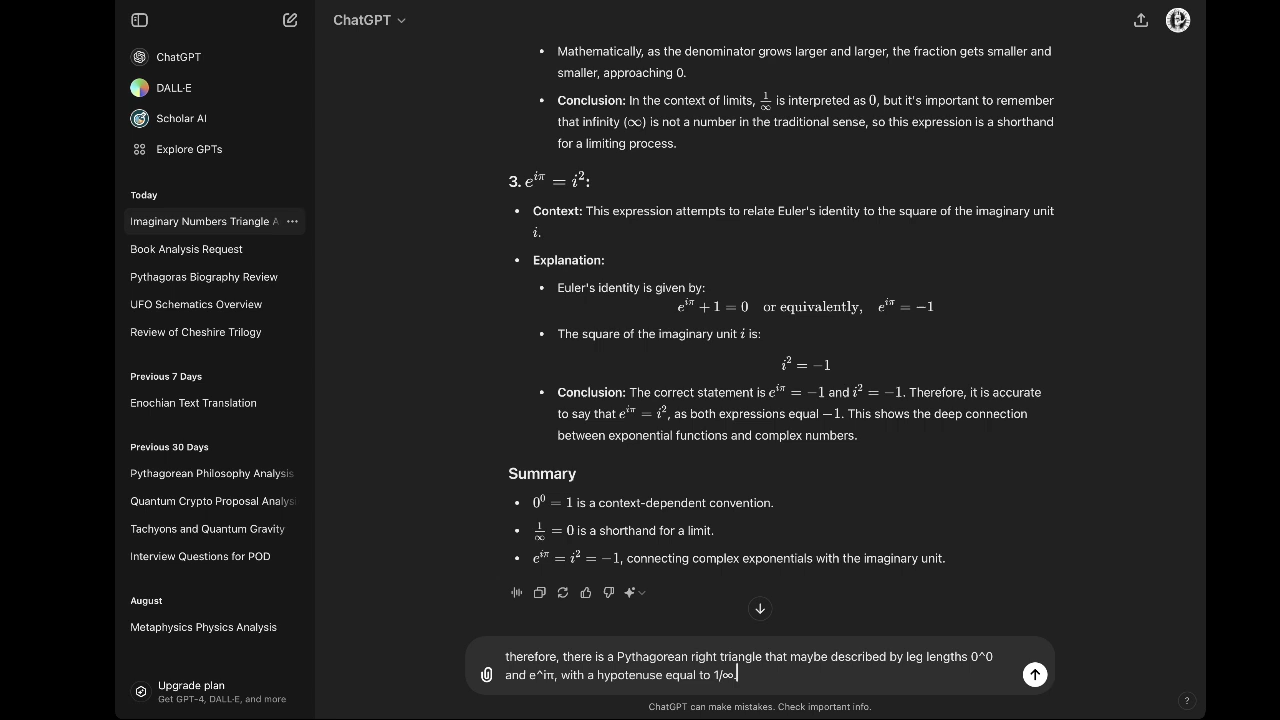 ChatGPT
ChatGPT
DALL·E
Scholar AI
Explore GPTs
Today
Imaginary Numbers Triangle A
Book Analysis Request
Pythagoras Biography Review
UFO Schematics Overview
Review of Cheshire Trilogy
Previous 7 Days
Enochian Text Translation
Previous 30 Days
Pythagorean Philosophy Analysis
Quantum Crypto Proposal Analysi
Tachyons and Quantum Gravity
Interview Questions for POD
August
Metaphysics Physics Analysis
Upgrade plan
Get GPT-4, DALL·E, and more
• Mathematically, as the denominator grows larger and larger, the fraction gets smaller and
smaller, approaching 0.
• Conclusion: In the context of limits, 1/∞ is interpreted as 0, but it's important to remember
that infinity (∞) is not a number in the traditional sense, so this expression is a shorthand
for a limiting process.
3. e^{iπ} = i²:
• Context: This expression attempts to relate Euler's identity to the square of the imaginary unit
i.
• Explanation:
• Euler's identity is given by:
e^{iπ} + 1 = 0 or equivalently, e^{iπ} = −1
• The square of the imaginary unit i is:
i² = −1
• Conclusion: The correct statement is e^{iπ} = −1 and i² = −1. Therefore, it is accurate
to say that e^{iπ} = i², as both expressions equal −1. This shows the deep connection
between exponential functions and complex numbers.
Summary
• 0⁰ = 1 is a context-dependent convention.
• 1/∞ = 0 is a shorthand for a limit.
• e^{iπ} = i² = −1, connecting complex exponentials with the imaginary unit.
therefore, there is a Pythagorean right triangle that maybe described by leg lengths 0^0
and e^iπ, with a hypotenuse equal to 1/∞.
ChatGPT can make mistakes. Check important info.
?